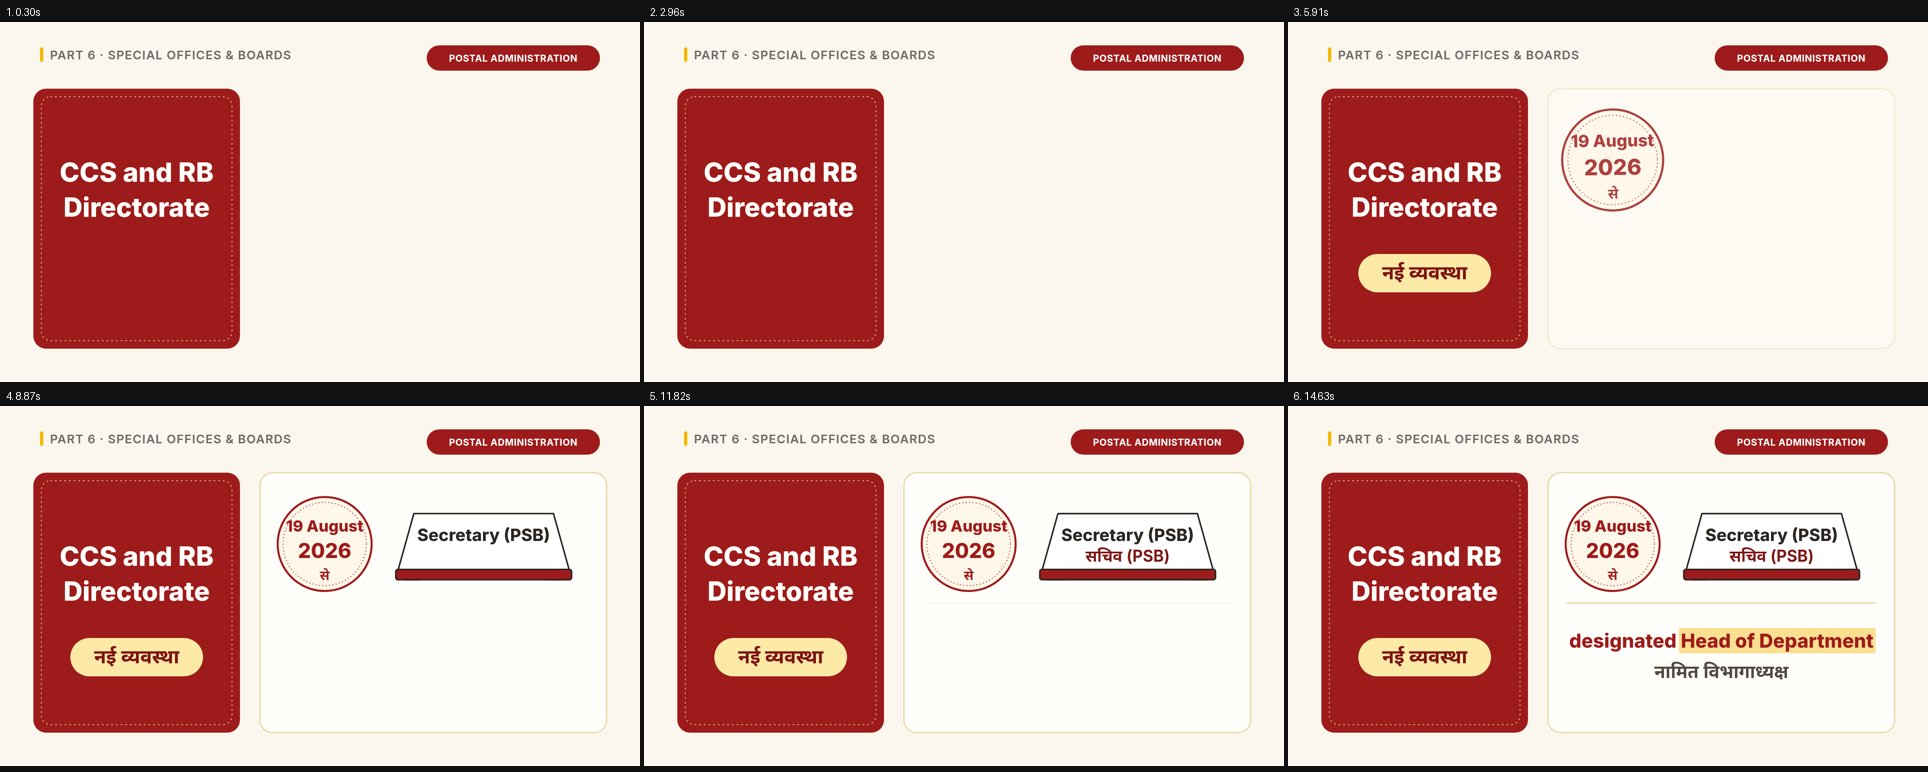 1. 0.30s
PART 6 · SPECIAL OFFICES & BOARDS
POSTAL ADMINISTRATION
CCS and RB
Directorate
2. 2.96s
PART 6 · SPECIAL OFFICES & BOARDS
POSTAL ADMINISTRATION
CCS and RB
Directorate
3. 5.91s
PART 6 · SPECIAL OFFICES & BOARDS
POSTAL ADMINISTRATION
CCS and RB
Directorate
नई व्यवस्था
19 August
2026
से
4. 8.87s
PART 6 · SPECIAL OFFICES & BOARDS
POSTAL ADMINISTRATION
CCS and RB
Directorate
नई व्यवस्था
19 August
2026
से
Secretary (PSB)
5. 11.82s
PART 6 · SPECIAL OFFICES & BOARDS
POSTAL ADMINISTRATION
CCS and RB
Directorate
नई व्यवस्था
19 August
2026
से
Secretary (PSB)
सचिव (PSB)
6. 14.63s
PART 6 · SPECIAL OFFICES & BOARDS
POSTAL ADMINISTRATION
CCS and RB
Directorate
नई व्यवस्था
19 August
2026
से
Secretary (PSB)
सचिव (PSB)
designated Head of Department
नामित विभागाध्यक्ष